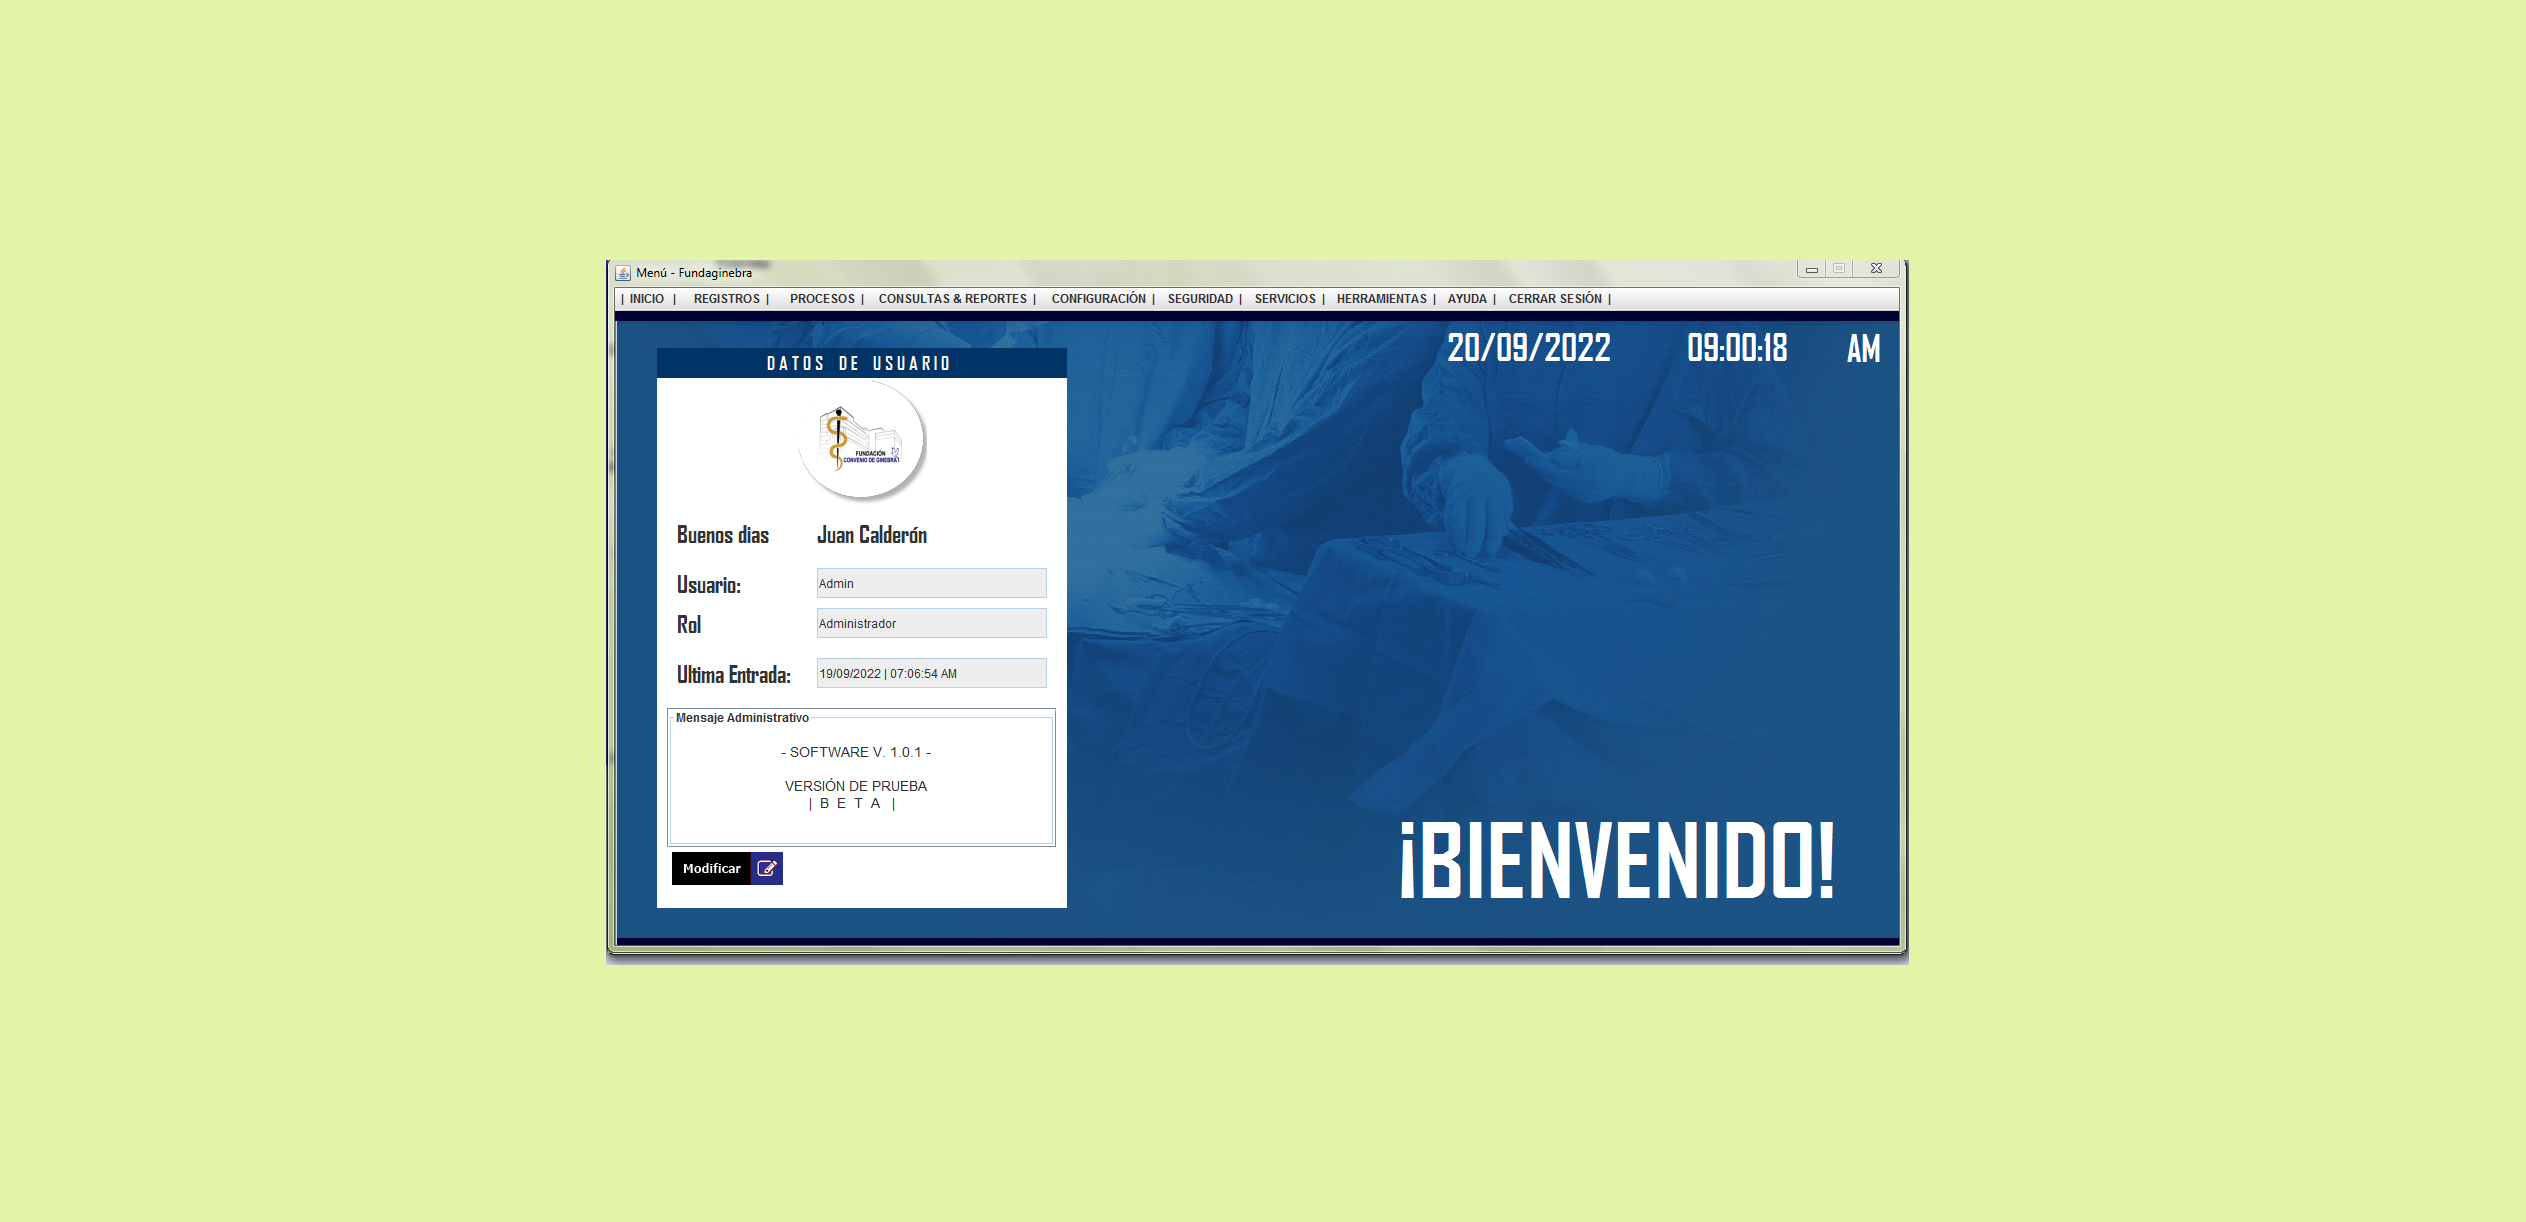 Menú - Fundaginebra
| INICIO | REGISTROS | PROCESOS | CONSULTAS & REPORTES | CONFIGURACIÓN | SEGURIDAD | SERVICIOS | HERRAMIENTAS | AYUDA | CERRAR SESIÓN |
20/09/2022 09:00:18 AM
DATOS DE USUARIO
FUNDACIÓN
CONVENIO DE GINEBRA
Buenos dias Juan Calderón
Usuario: Admin
Rol Administrador
Ultima Entrada: 19/09/2022 | 07:06:54 AM
Mensaje Administrativo
- SOFTWARE V. 1.0.1 -
VERSIÓN DE PRUEBA
| B E T A |
Modificar
¡BIENVENIDO!